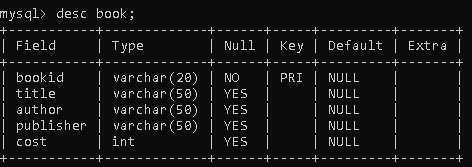 mysql> desc book;
+-----------+-------------+------+-----+---------+-------+
| Field     | Type        | Null | Key | Default | Extra |
+-----------+-------------+------+-----+---------+-------+
| bookid    | varchar(20) | NO   | PRI | NULL    |       |
| title     | varchar(50) | YES  |     | NULL    |       |
| author    | varchar(50) | YES  |     | NULL    |       |
| publisher | varchar(50) | YES  |     | NULL    |       |
| cost      | int         | YES  |     | NULL    |       |
+-----------+-------------+------+-----+---------+-------+